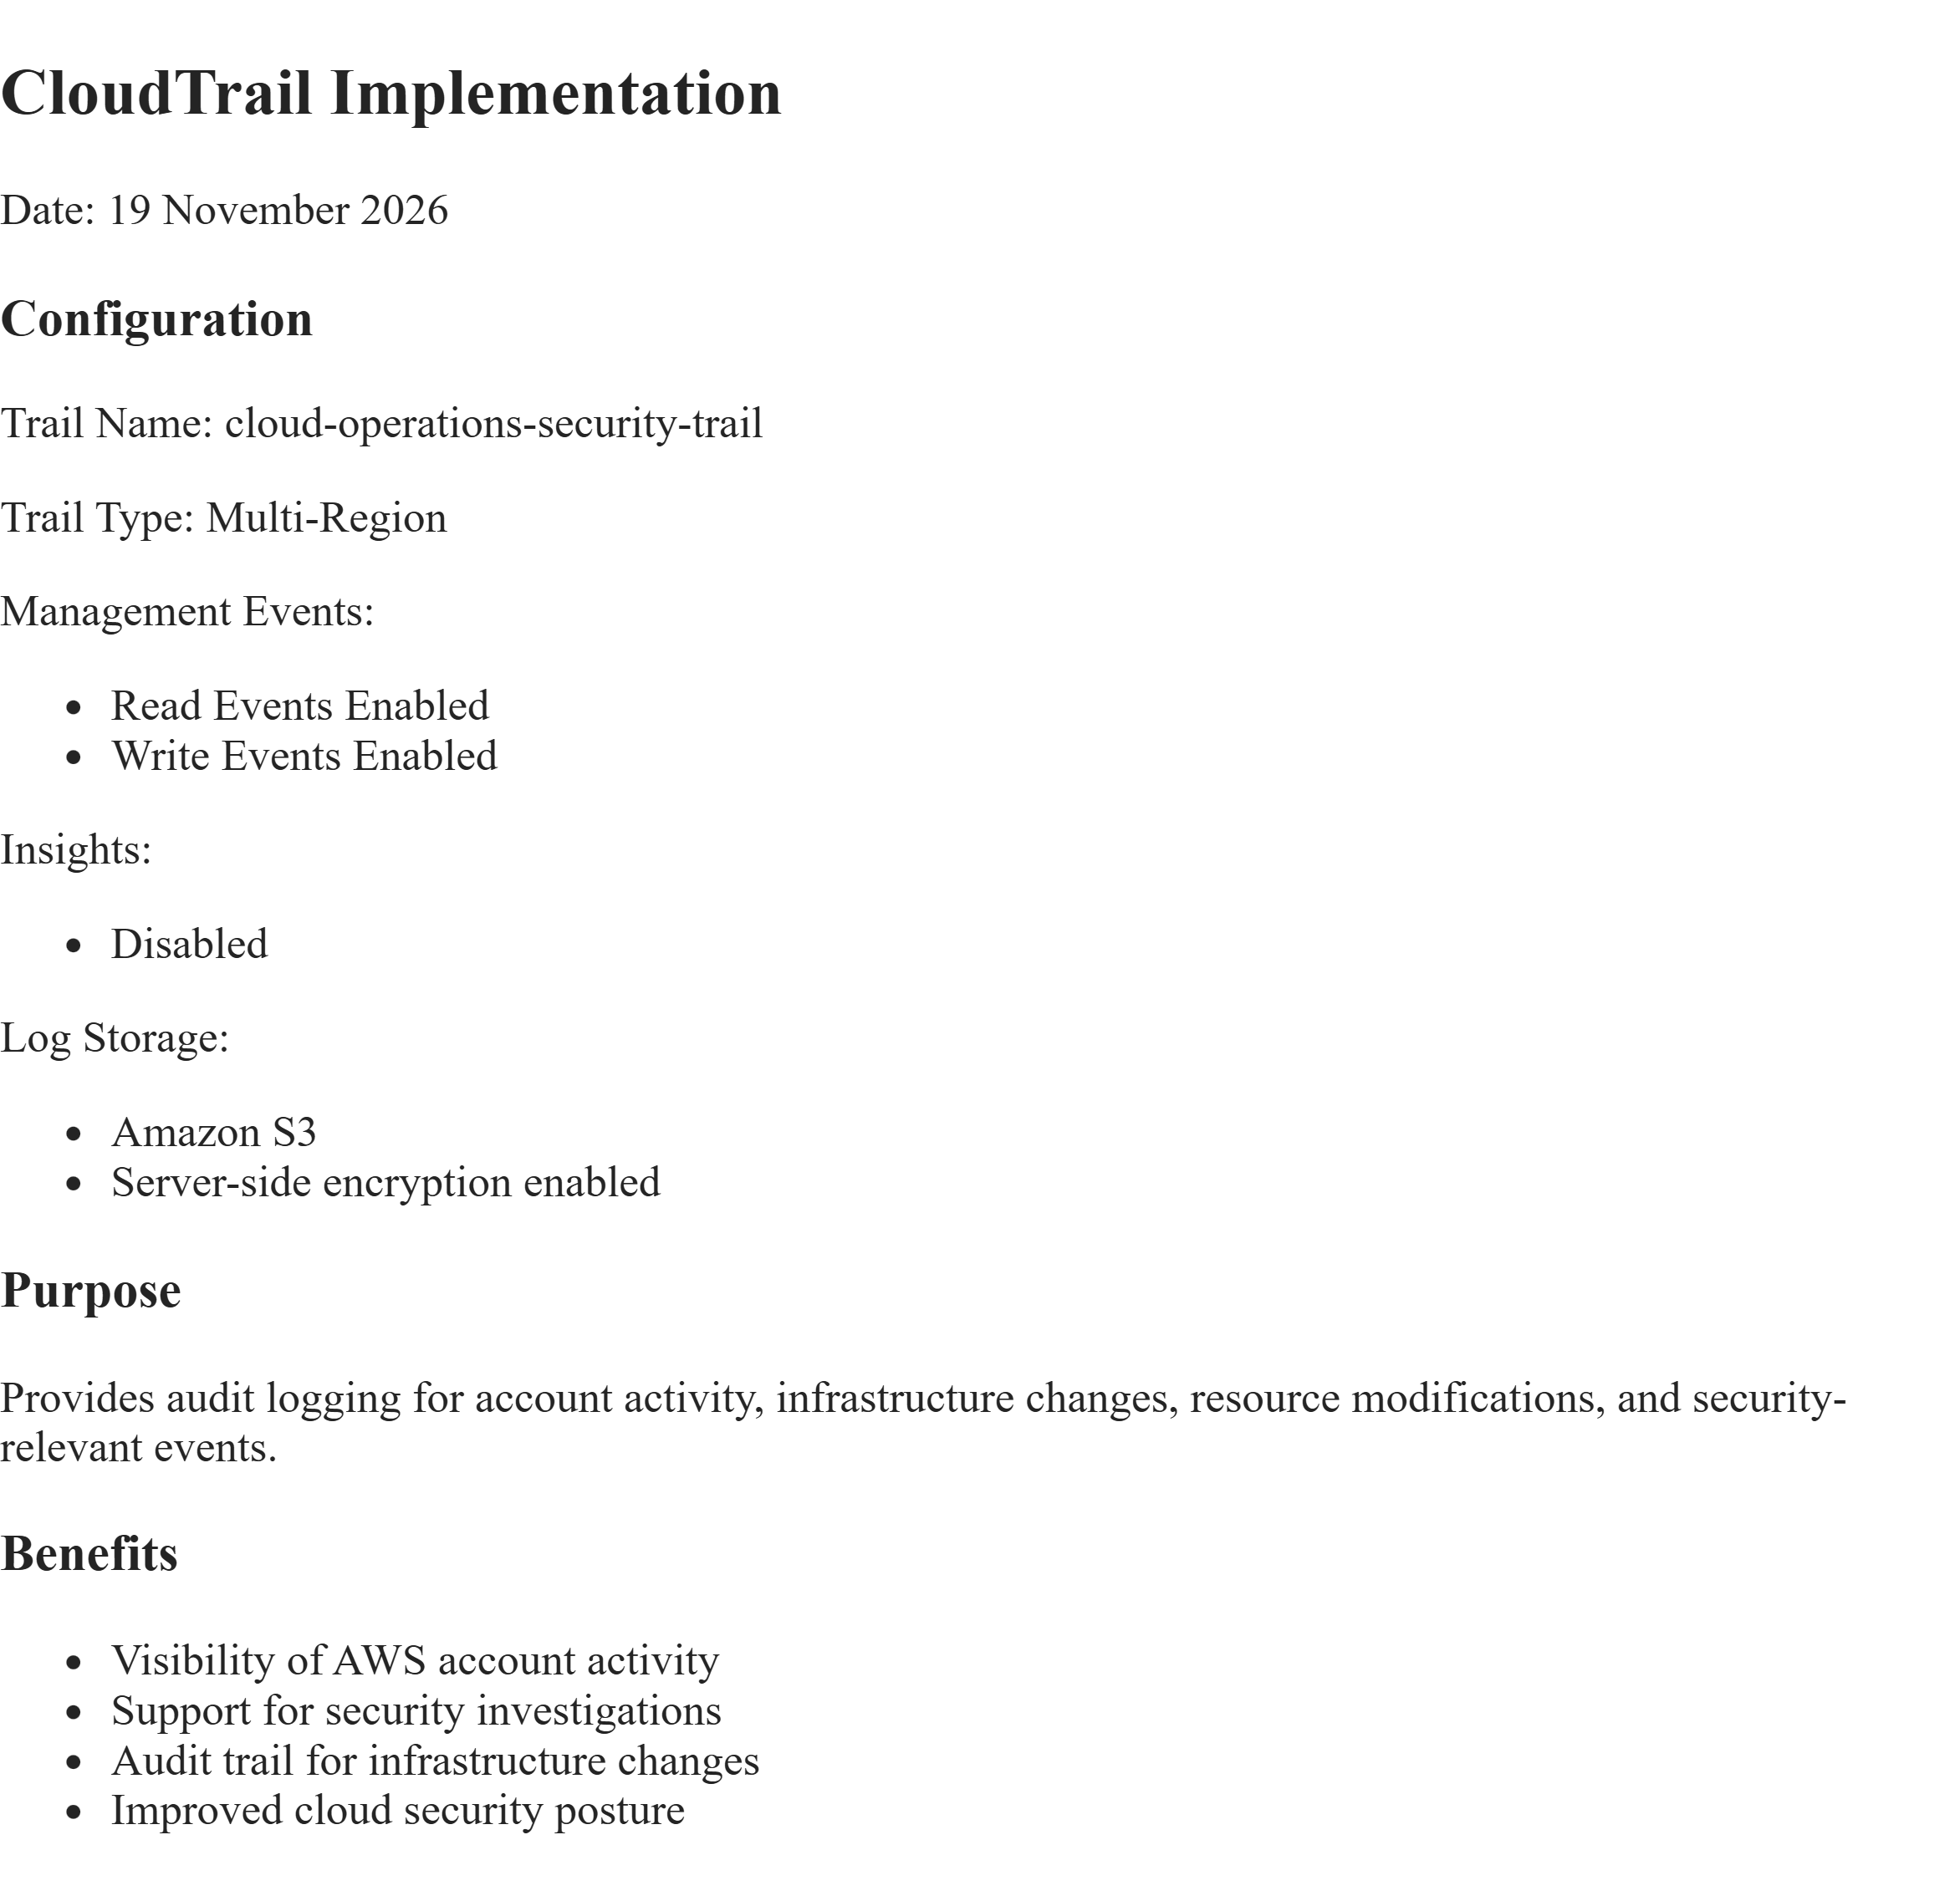 CloudTrail Implementation
Date: 19 November 2026
Configuration
Trail Name: cloud-operations-security-trail
Trail Type: Multi-Region
Management Events:
• Read Events Enabled
• Write Events Enabled
Insights:
• Disabled
Log Storage:
• Amazon S3
• Server-side encryption enabled
Purpose
Provides audit logging for account activity, infrastructure changes, resource modifications, and security-
relevant events.
Benefits
• Visibility of AWS account activity
• Support for security investigations
• Audit trail for infrastructure changes
• Improved cloud security posture